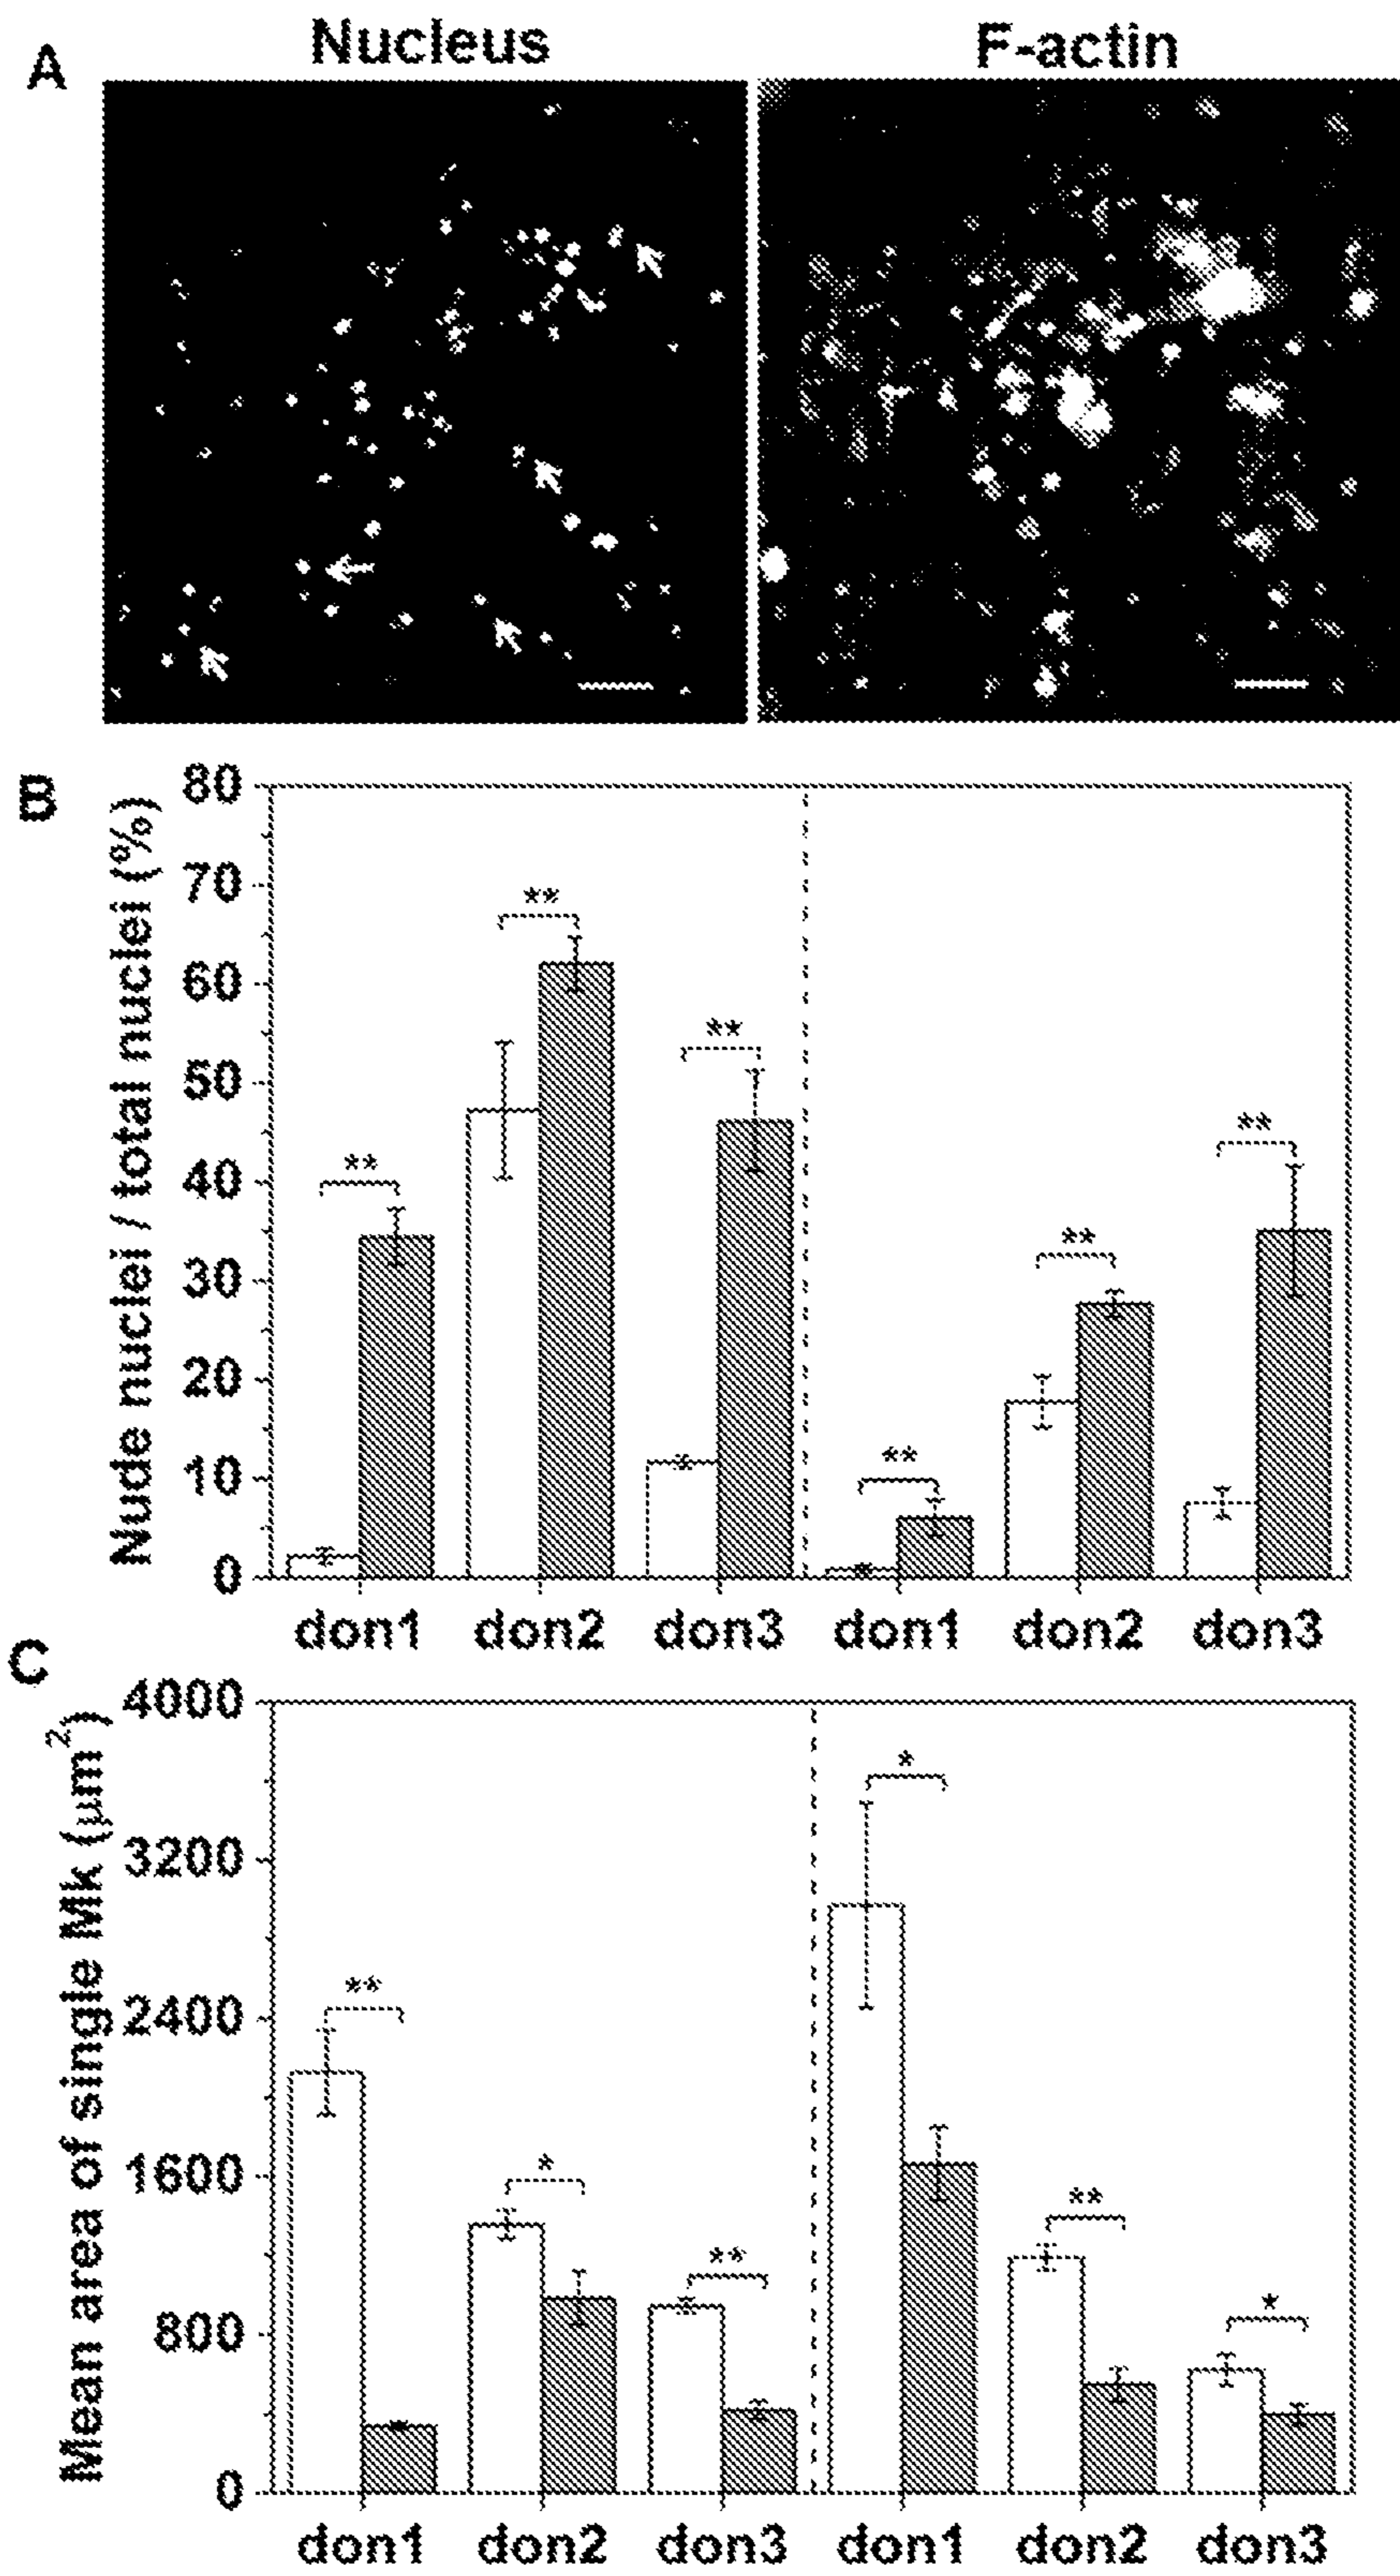 A
Nucleus
F-actin
B
Nude nuclei / total nuclei (%)
80
70
60
50
40
30
20
10
0
**
**
**
**
**
**
don1
don2
don3
don1
don2
don3
C
Mean area of single Mk (µm²)
4000
3200
2400
1600
800
0
**
*
**
*
**
*
don1
don2
don3
don1
don2
don3